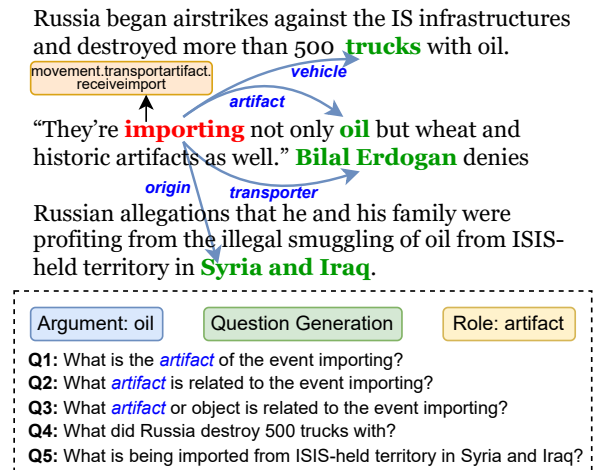 Russia began airstrikes against the IS infrastructures
and destroyed more than 500 trucks with oil.
movement.transportartifact.
receiveimport
vehicle
artifact
“They’re importing not only oil but wheat and
historic artifacts as well.” Bilal Erdogan denies
origin
transporter
Russian allegations that he and his family were
profiting from the illegal smuggling of oil from ISIS-
held territory in Syria and Iraq.
Argument: oil
Question Generation
Role: artifact
Q1: What is the artifact of the event importing?
Q2: What artifact is related to the event importing?
Q3: What artifact or object is related to the event importing?
Q4: What did Russia destroy 500 trucks with?
Q5: What is being imported from ISIS-held territory in Syria and Iraq?